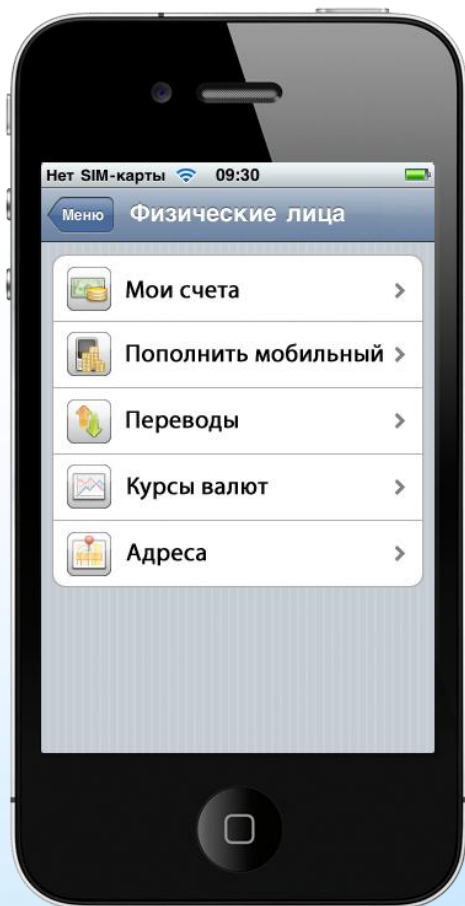 Нет SIM-карты 09:30
Меню Физические лица
Мои счета
Пополнить мобильный
Переводы
Курсы валют
Адреса